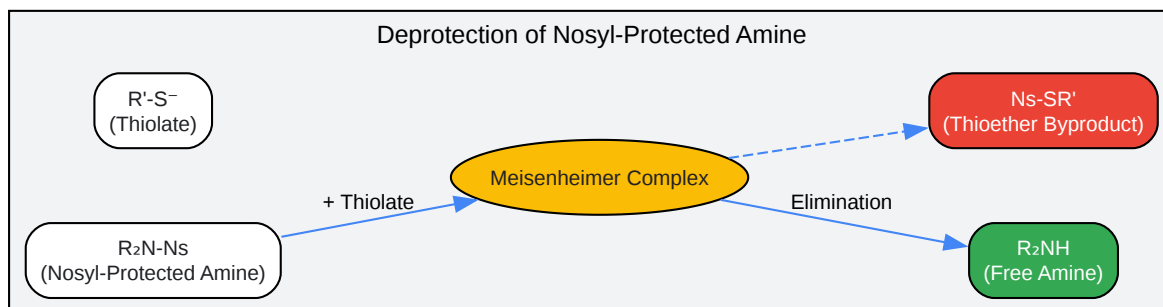 Deprotection of Nosyl-Protected Amine
R'-S⁻
(Thiolate)
Ns-SR'
(Thioether Byproduct)
Meisenheimer Complex
+ Thiolate
Elimination
R₂N-Ns
(Nosyl-Protected Amine)
R₂NH
(Free Amine)